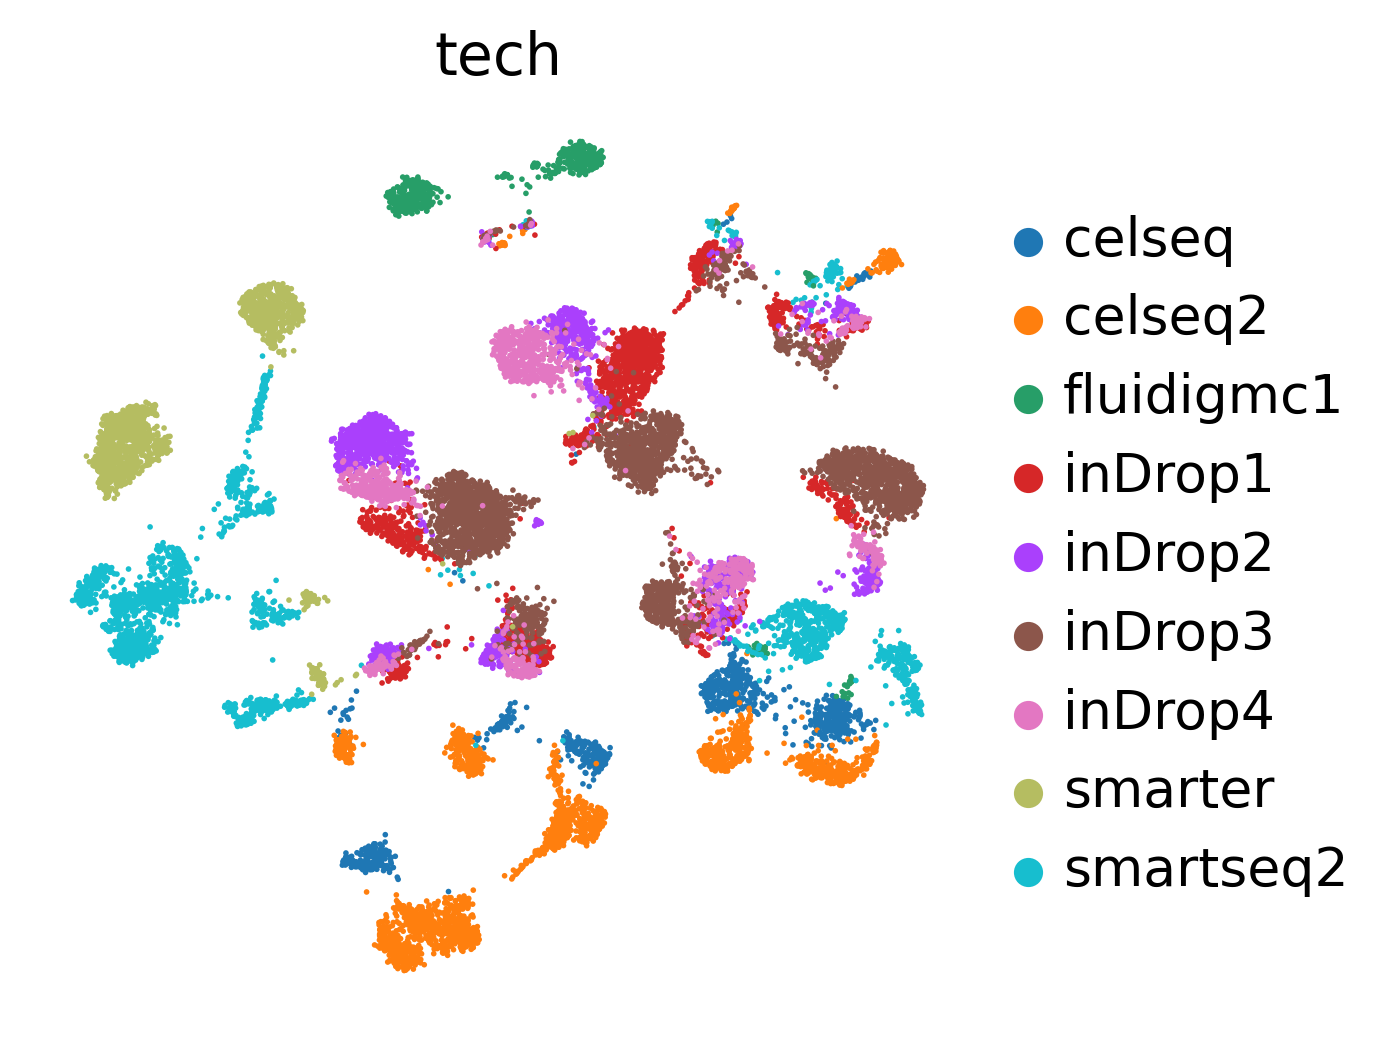 tech
celseq
celseq2
fluidigmc1
inDrop1
inDrop2
inDrop3
inDrop4
smarter
smartseq2